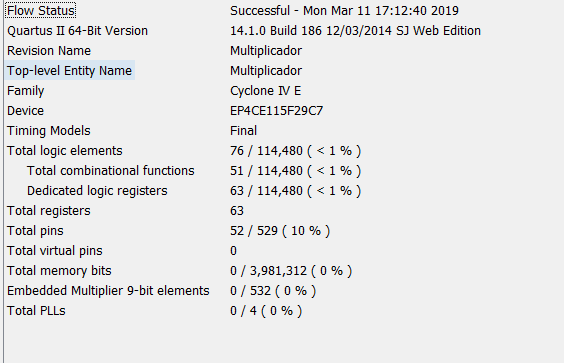 Flow Status Successful - Mon Mar 11 17:12:40 2019
Quartus II 64-Bit Version 14.1.0 Build 186 12/03/2014 SJ Web Edition
Revision Name Multiplicador
Top-level Entity Name Multiplicador
Family Cyclone IV E
Device EP4CE115F29C7
Timing Models Final
Total logic elements 76 / 114,480 ( < 1 % )
Total combinational functions 51 / 114,480 ( < 1 % )
Dedicated logic registers 63 / 114,480 ( < 1 % )
Total registers 63
Total pins 52 / 529 ( 10 % )
Total virtual pins 0
Total memory bits 0 / 3,981,312 ( 0 % )
Embedded Multiplier 9-bit elements 0 / 532 ( 0 % )
Total PLLs 0 / 4 ( 0 % )